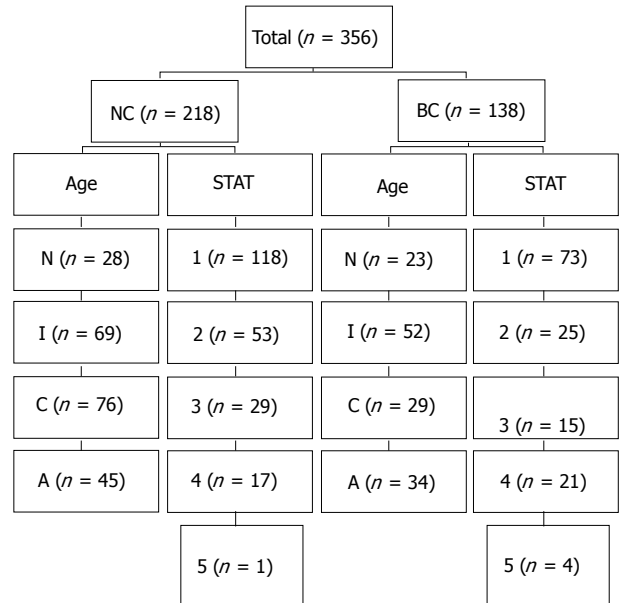 Total (n = 356)
NC (n = 218)
BC (n = 138)
Age
STAT
Age
STAT
N (n = 28)
1 (n = 118)
N (n = 23)
1 (n = 73)
I (n = 69)
2 (n = 53)
I (n = 52)
2 (n = 25)
C (n = 76)
3 (n = 29)
C (n = 29)
3 (n = 15)
A (n = 45)
4 (n = 17)
A (n = 34)
4 (n = 21)
5 (n = 1)
5 (n = 4)